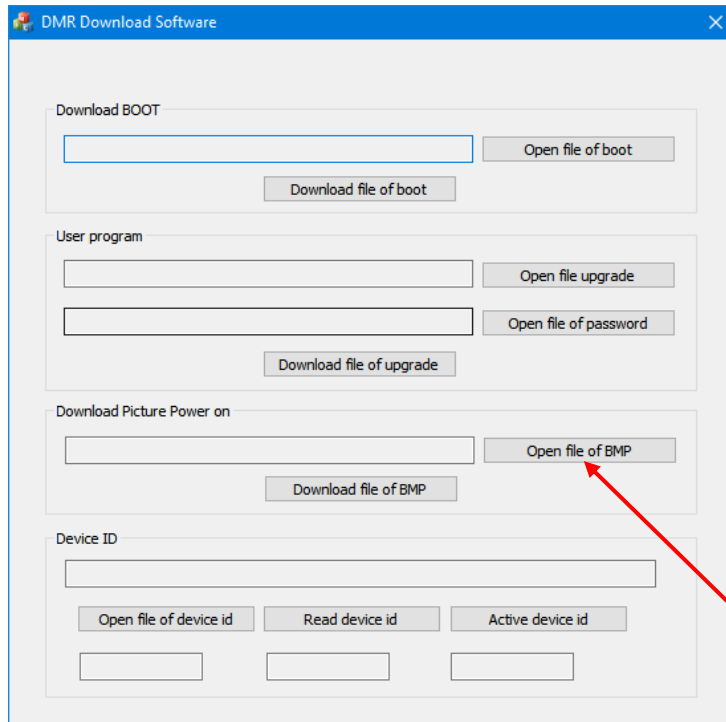 DMR Download Software
Download BOOT
Open file of boot
Download file of boot
User program
Open file upgrade
Open file of password
Download file of upgrade
Download Picture Power on
Open file of BMP
Download file of BMP
Device ID
Open file of device id Read device id Active device id